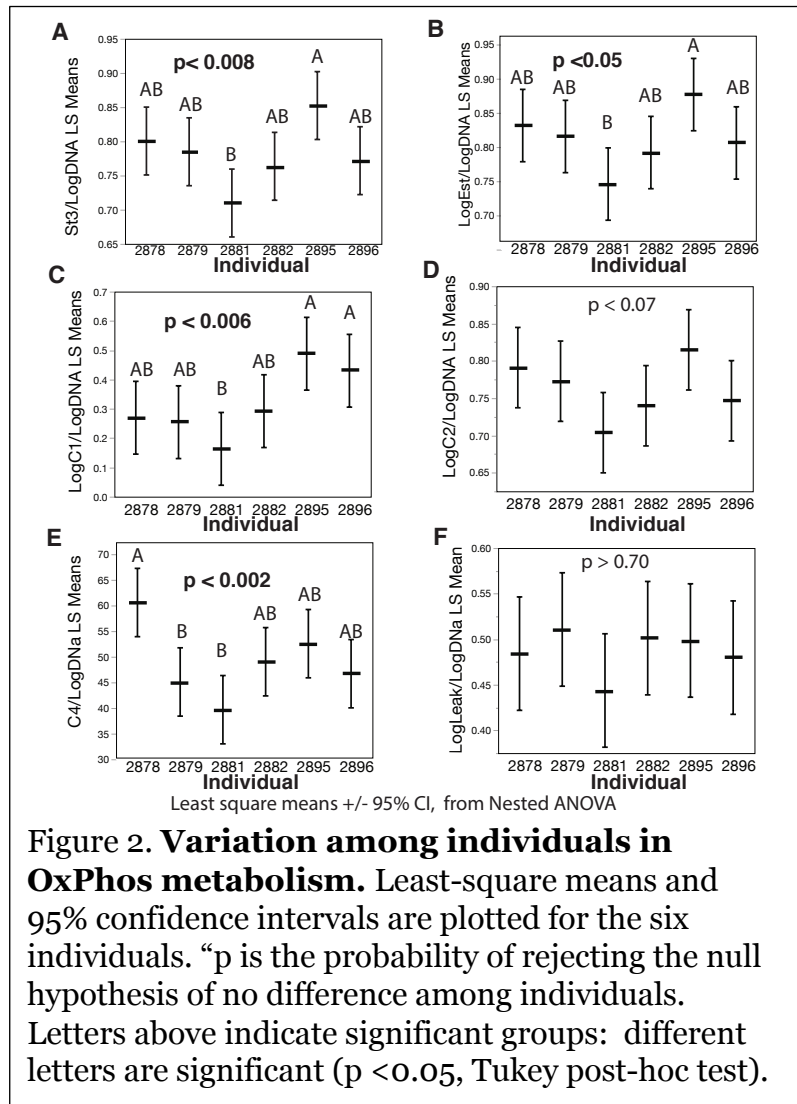 A
p< 0.008
St3/LogDNA LS Means
0.95
0.90
0.85
0.80
0.75
0.70
0.65
AB
AB
B
AB
A
AB
2878 2879 2881 2882 2895 2896
Individual
B
p <0.05
LogEst/LogDNA LS Means
0.95
0.90
0.85
0.80
0.75
0.70
AB
AB
B
AB
A
AB
2878 2879 2881 2882 2895 2896
Individual
C
p < 0.006
LogC1/LogDNA LS Means
0.7
0.6
0.5
0.4
0.3
0.2
0.1
0.0
AB
AB
B
AB
A
A
2878 2879 2881 2882 2895 2896
Individual
D
p < 0.07
LogC2/LogDNA LS Means
0.90
0.85
0.80
0.75
0.70
0.65
2878 2879 2881 2882 2895 2896
Individual
E
p < 0.002
C4/LogDNa LS Means
70
65
60
55
50
45
40
35
30
A
B
B
AB
AB
AB
2878 2879 2881 2882 2895 2896
Individual
F
p > 0.70
LogLeak/LogDNa LS Mean
0.60
0.55
0.50
0.45
0.40
2878 2879 2881 2882 2895 2896
Individual
Least square means +/- 95% CI, from Nested ANOVA
Figure 2. Variation among individuals in
OxPhos metabolism. Least-square means and
95% confidence intervals are plotted for the six
individuals. “p is the probability of rejecting the null
hypothesis of no difference among individuals.
Letters above indicate significant groups: different
letters are significant (p <0.05, Tukey post-hoc test).